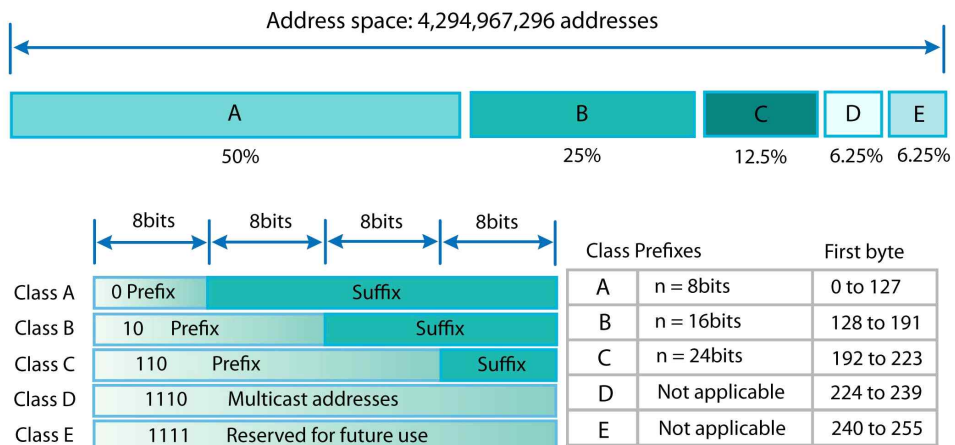 Address space: 4,294,967,296 addresses
A B C D E
50% 25% 12.5% 6.25% 6.25%
8bits 8bits 8bits 8bits
Class A 0 Prefix Suffix
Class B 10 Prefix Suffix
Class C 110 Prefix Suffix
Class D 1110 Multicast addresses
Class E 1111 Reserved for future use
Class Prefixes First byte
A n = 8bits 0 to 127
B n = 16bits 128 to 191
C n = 24bits 192 to 223
D Not applicable 224 to 239
E Not applicable 240 to 255